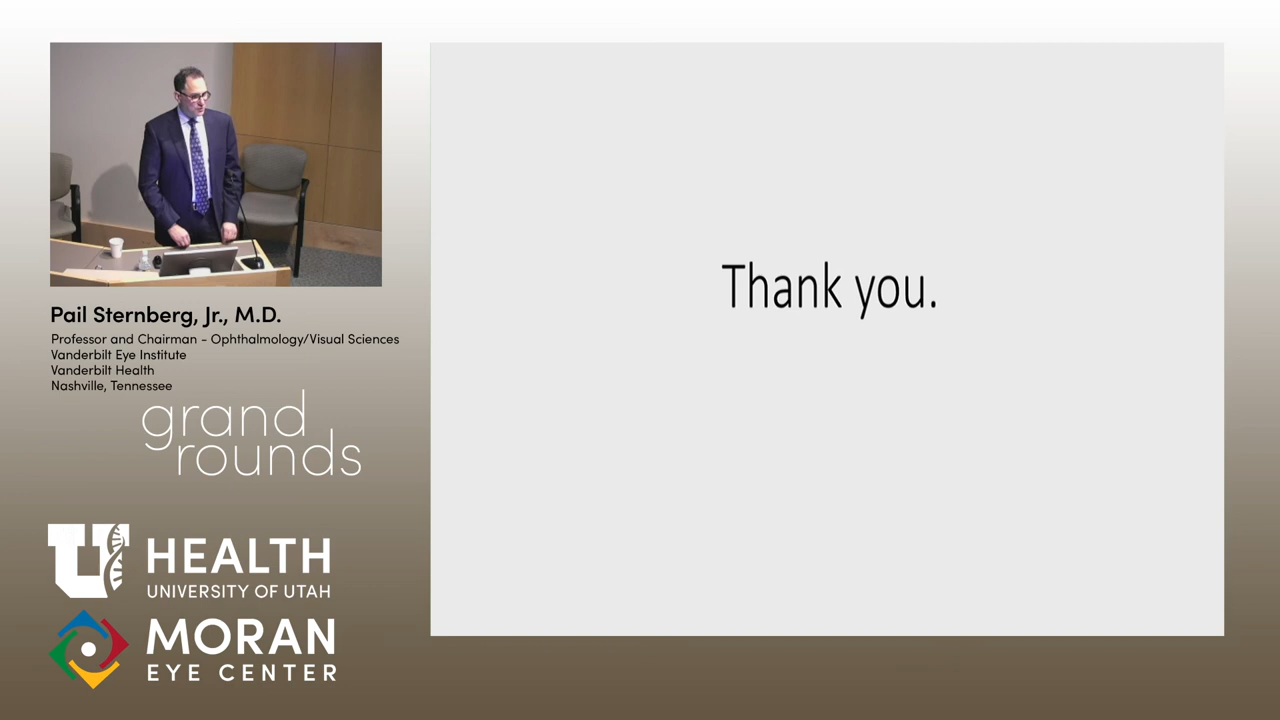 Thank you.
Pail Sternberg, Jr., M.D.
Professor and Chairman - Ophthalmology/Visual Sciences
Vanderbilt Eye Institute
Vanderbilt Health
Nashville, Tennessee
grand
rounds
U HEALTH
UNIVERSITY OF UTAH
MORAN
EYE CENTER